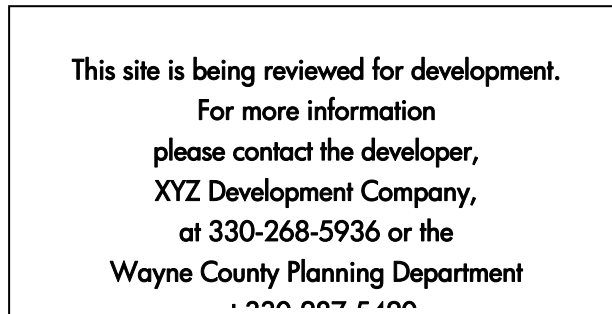 This site is being reviewed for development.
For more information
please contact the developer,
XYZ Development Company,
at 330-268-5936 or the
Wayne County Planning Department